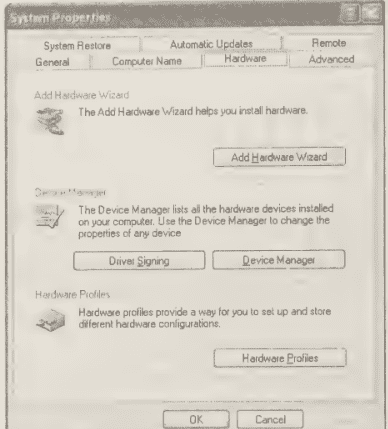 System Properties
System Restore Automatic Updates Remote
General Computer Name Hardware Advanced
Add Hardware Wizard
The Add Hardware Wizard helps you install hardware.
Add Hardware Wizard
Device Manager
The Device Manager lists all the hardware devices installed
on your computer. Use the Device Manager to change the
properties of any device
Driver Signing Device Manager
Hardware Profiles
Hardware profiles provide a way for you to set up and store
different hardware configurations.
Hardware Profiles
OK Cancel